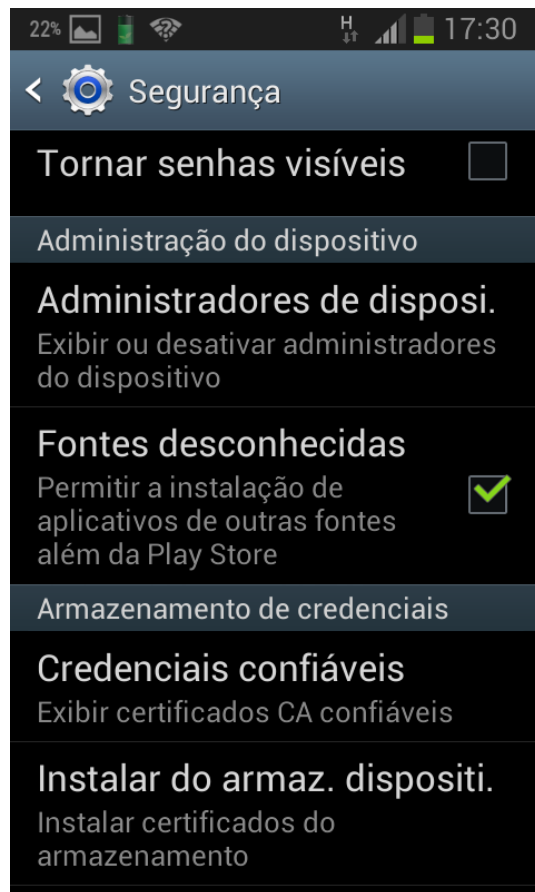 22% H 17:30
Segurança
Tornar senhas visíveis
Administração do dispositivo
Administradores de disposi.
Exibir ou desativar administradores
do dispositivo
Fontes desconhecidas
Permitir a instalação de
aplicativos de outras fontes
além da Play Store
Armazenamento de credenciais
Credenciais confiáveis
Exibir certificados CA confiáveis
Instalar do armaz. dispositi.
Instalar certificados do
armazenamento